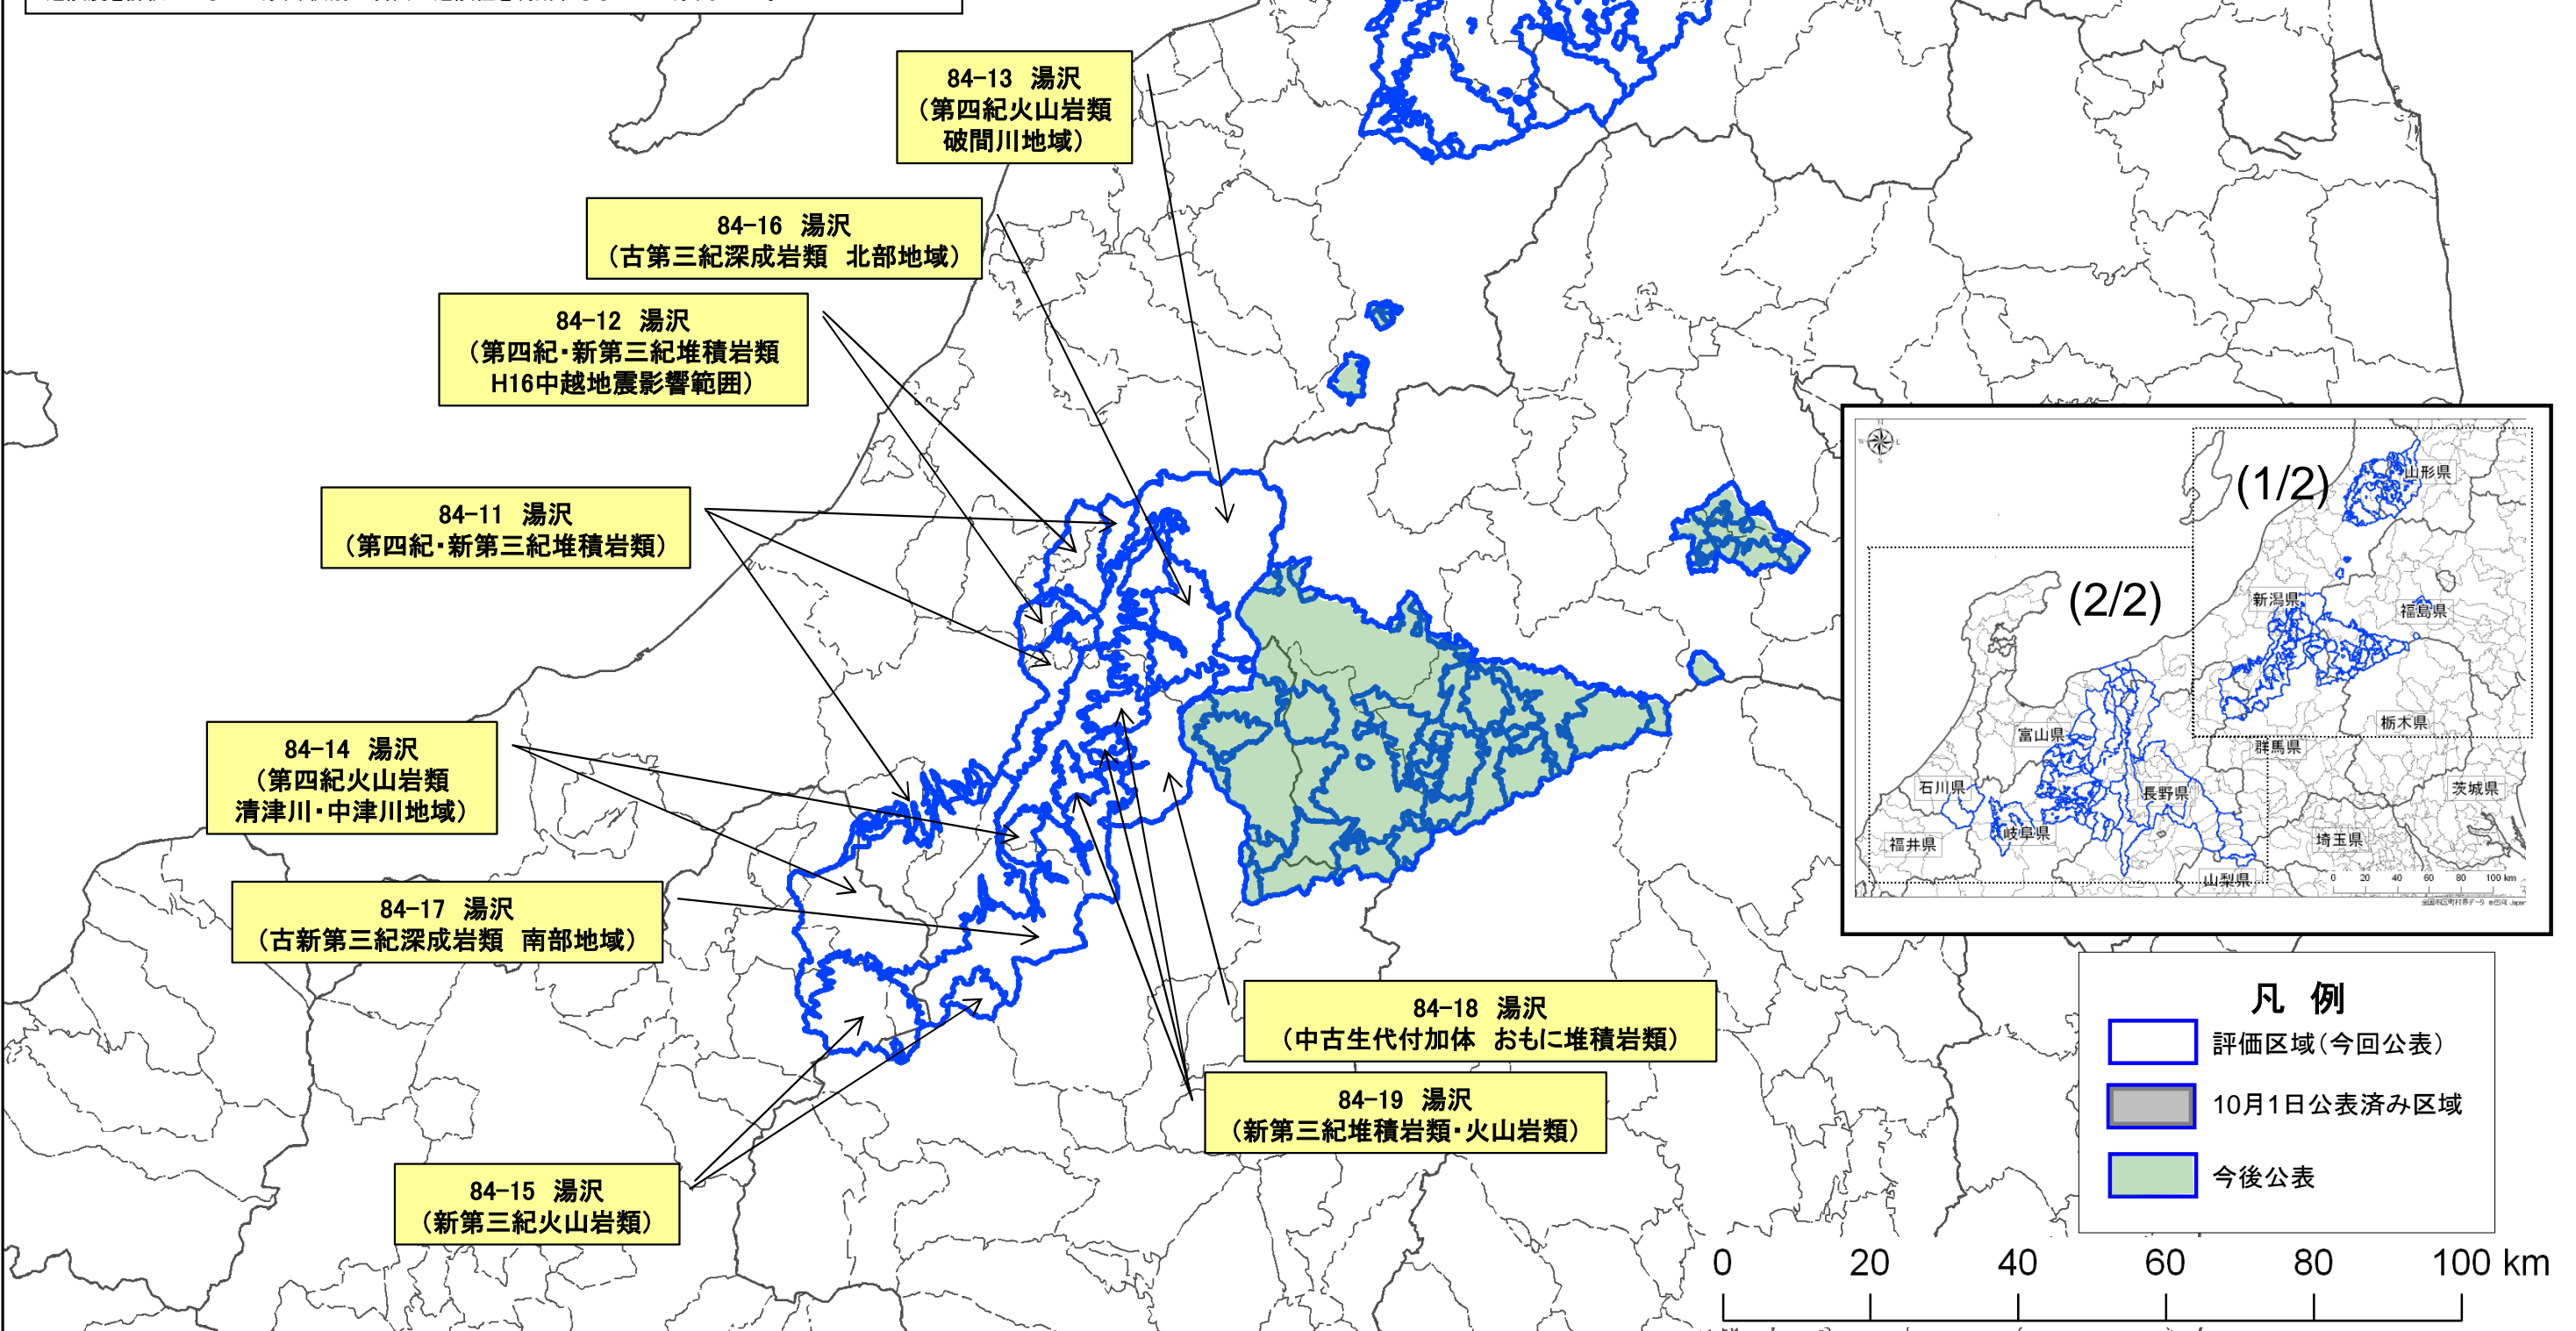 84-13 湯沢
（第四紀火山岩類
破間川地域）
84-16 湯沢
（古第三紀深成岩類 北部地域）
84-12 湯沢
（第四紀・新第三紀堆積岩類
H16中越地震影響範囲）
84-11 湯沢
（第四紀・新第三紀堆積岩類）
84-14 湯沢
（第四紀火山岩類
清津川・中津川地域）
84-17 湯沢
（古新第三紀深成岩類 南部地域）
84-18 湯沢
（中古生代付加体 おもに堆積岩類）
84-19 湯沢
（新第三紀堆積岩類・火山岩類）
84-15 湯沢
（新第三紀火山岩類）
N
W
E
S
(1/2)
山形県
(2/2)
新潟県
福島県
富山県
栃木県
群馬県
石川県
長野県
茨城県
岐阜県
福井県
埼玉県
山梨県
0 20 40 60 80 100 km
凡 例
評価区域（今回公表）
10月1日公表済み区域
今後公表
0 20 40 60 80 100 km